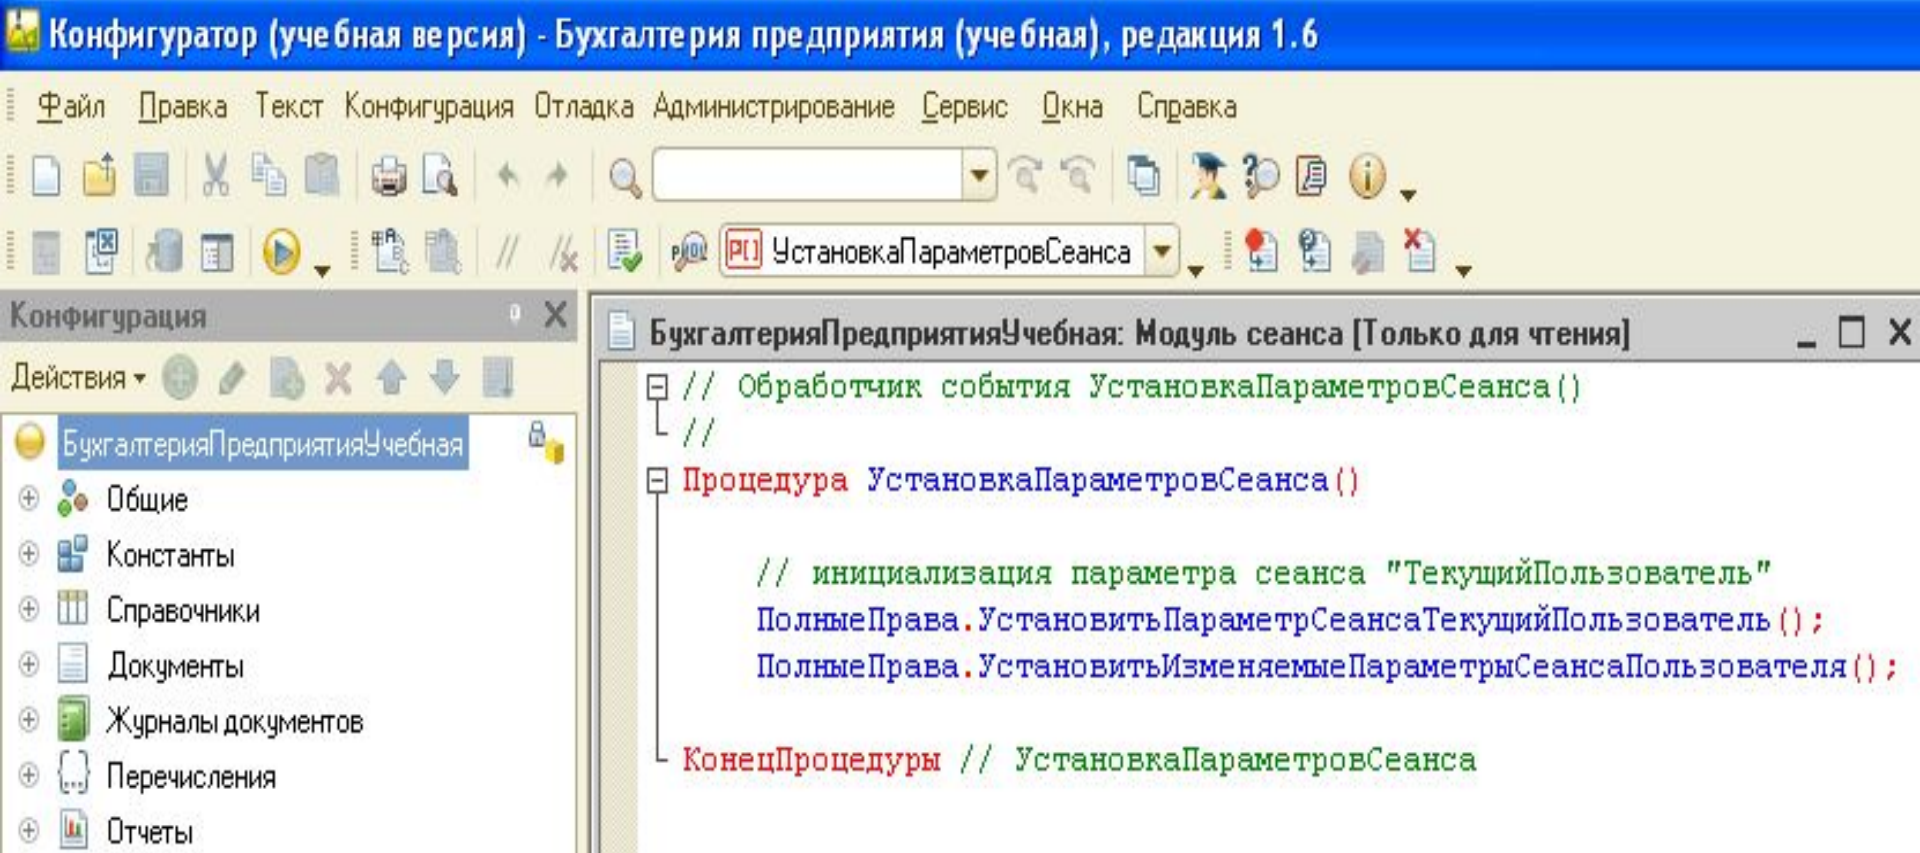 Конфигуратор (учебная версия) - Бухгалтерия предприятия (учебная), редакция 1.6
Файл Правка Текст Конфигурация Отладка Администрирование Сервис Окна Справка
УстановкаПараметровСеанса
Конфигурация
Действия
БухгалтерияПредприятияУчебная
Общие
Константы
Справочники
Документы
Журналы документов
Перечисления
Отчеты
БухгалтерияПредприятияУчебная: Модуль сеанса [Только для чтения]
// Обработчик события УстановкаПараметровСеанса()
//
Процедура УстановкаПараметровСеанса()
// инициализация параметра сеанса "ТекущийПользователь"
ПолныеПрава.УстановитьПараметрСеансаТекущийПользователь();
ПолныеПрава.УстановитьИзменяемыеПараметрыСеансаПользователя();
КонецПроцедуры // УстановкаПараметровСеанса